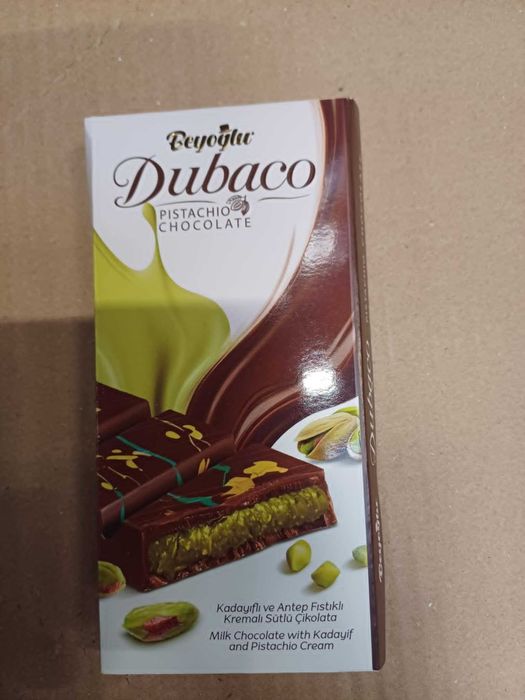 Beyoğlu
Dubaco
PISTACHIO
CHOCOLATE
Kadayıflı ve Antep Fıstıklı
Kremalı Sütlü Çikolata
Milk Chocolate with Kadayif
and Pistachio Cream
Beyoğlu Dubaco